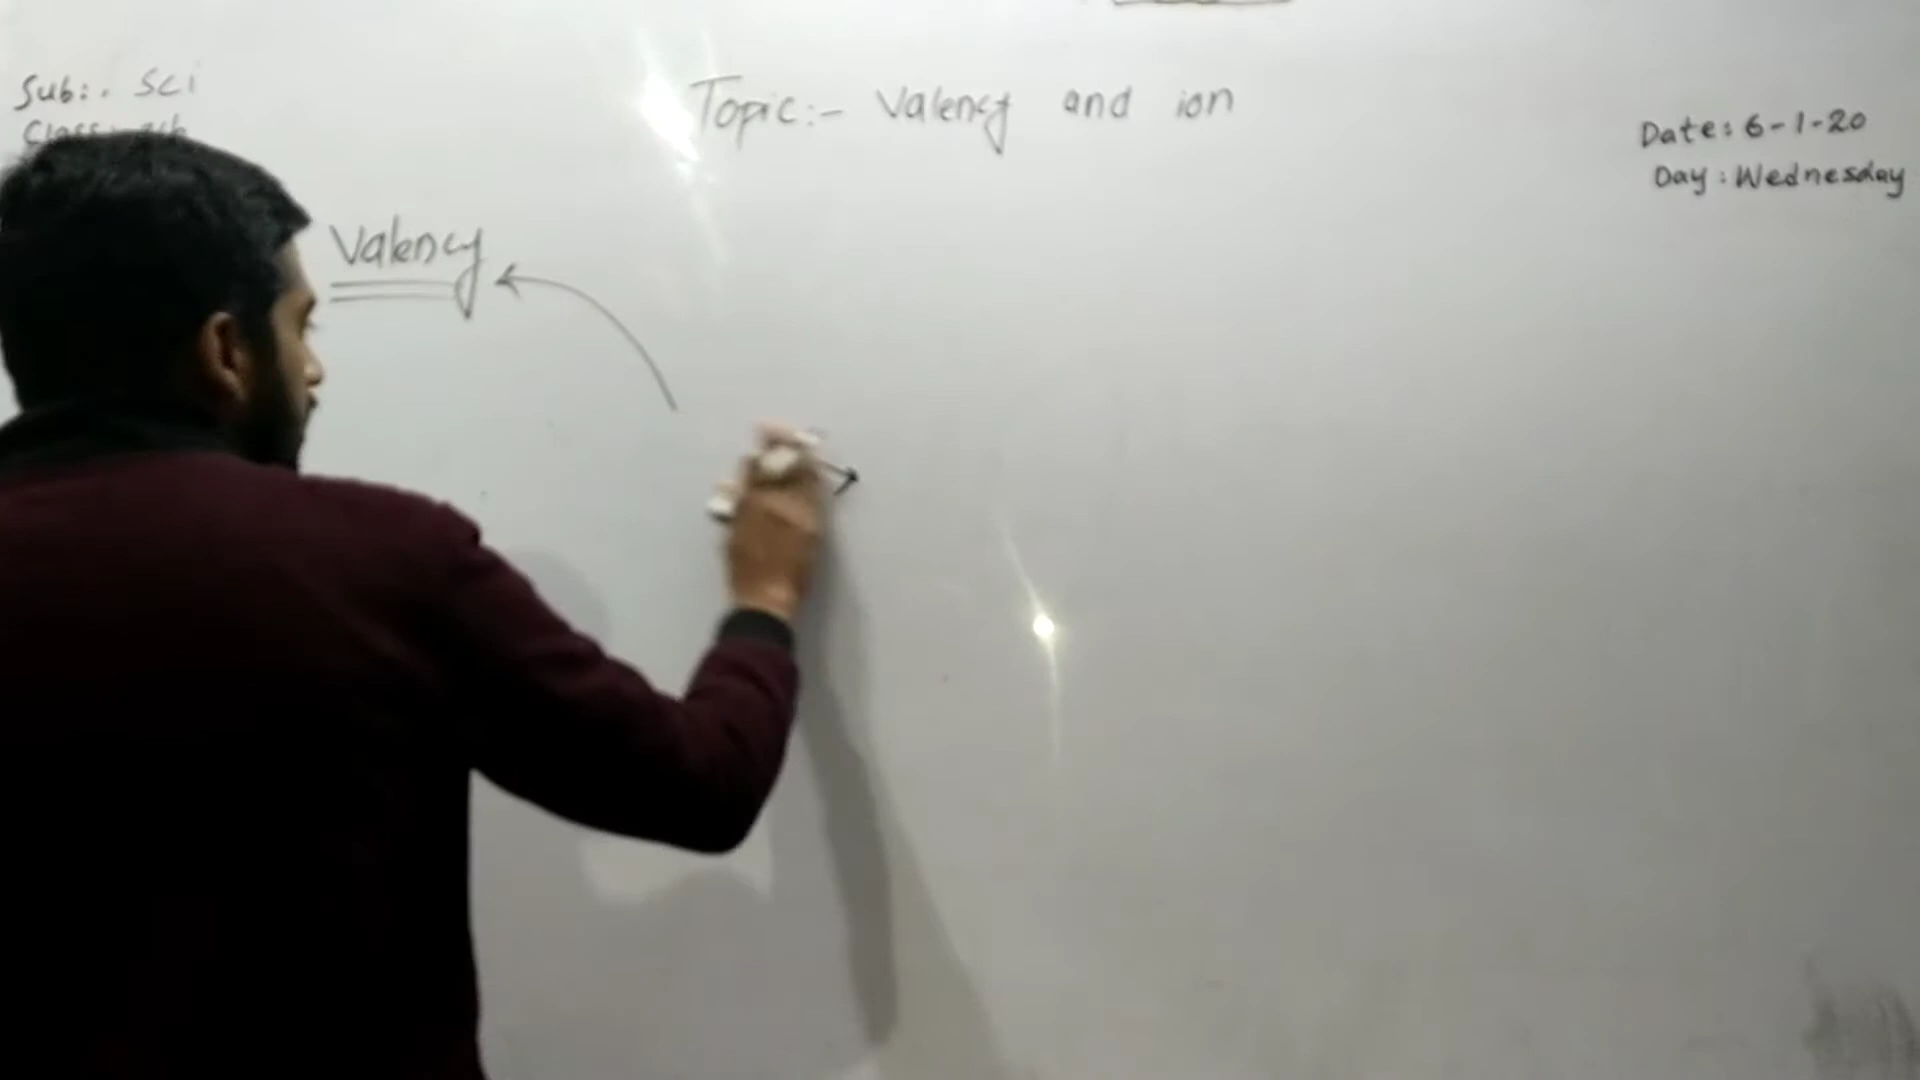 Sub:. Sci
Class
Topic:- Valency and ion
Date: 6-1-20
Day: Wednesday
Valency